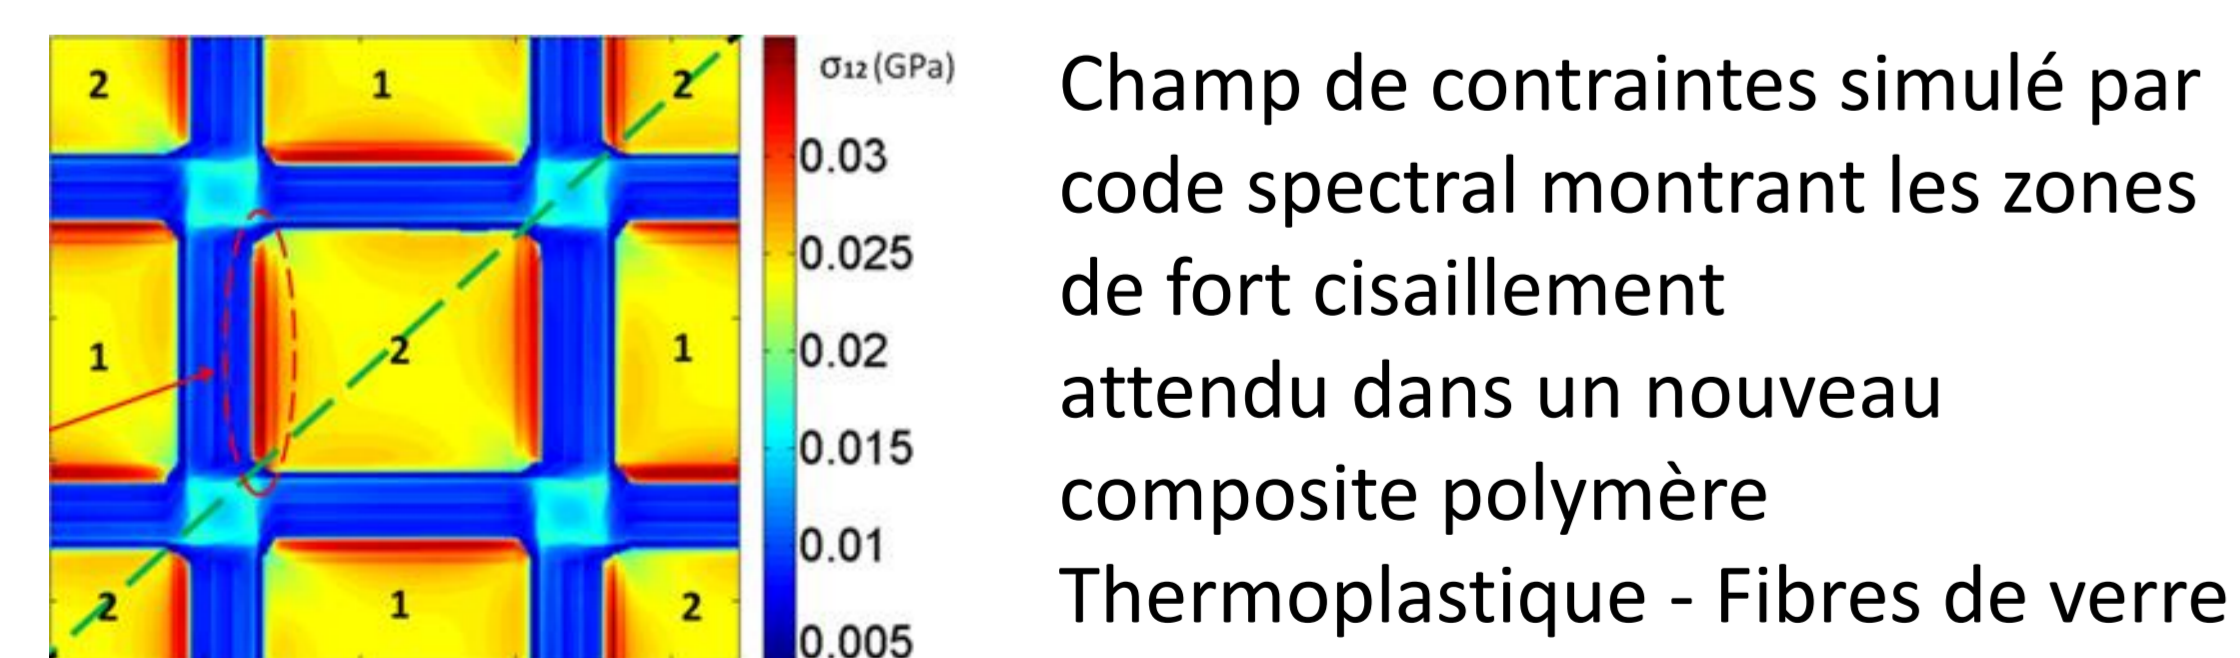 2 1 2
1 2 1
2 1 2
σ₁₂ (GPa)
0.03
0.025
0.02
0.015
0.01
0.005
Champ de contraintes simulé par
code spectral montrant les zones
de fort cisaillement
attendu dans un nouveau
composite polymère
Thermoplastique - Fibres de verre